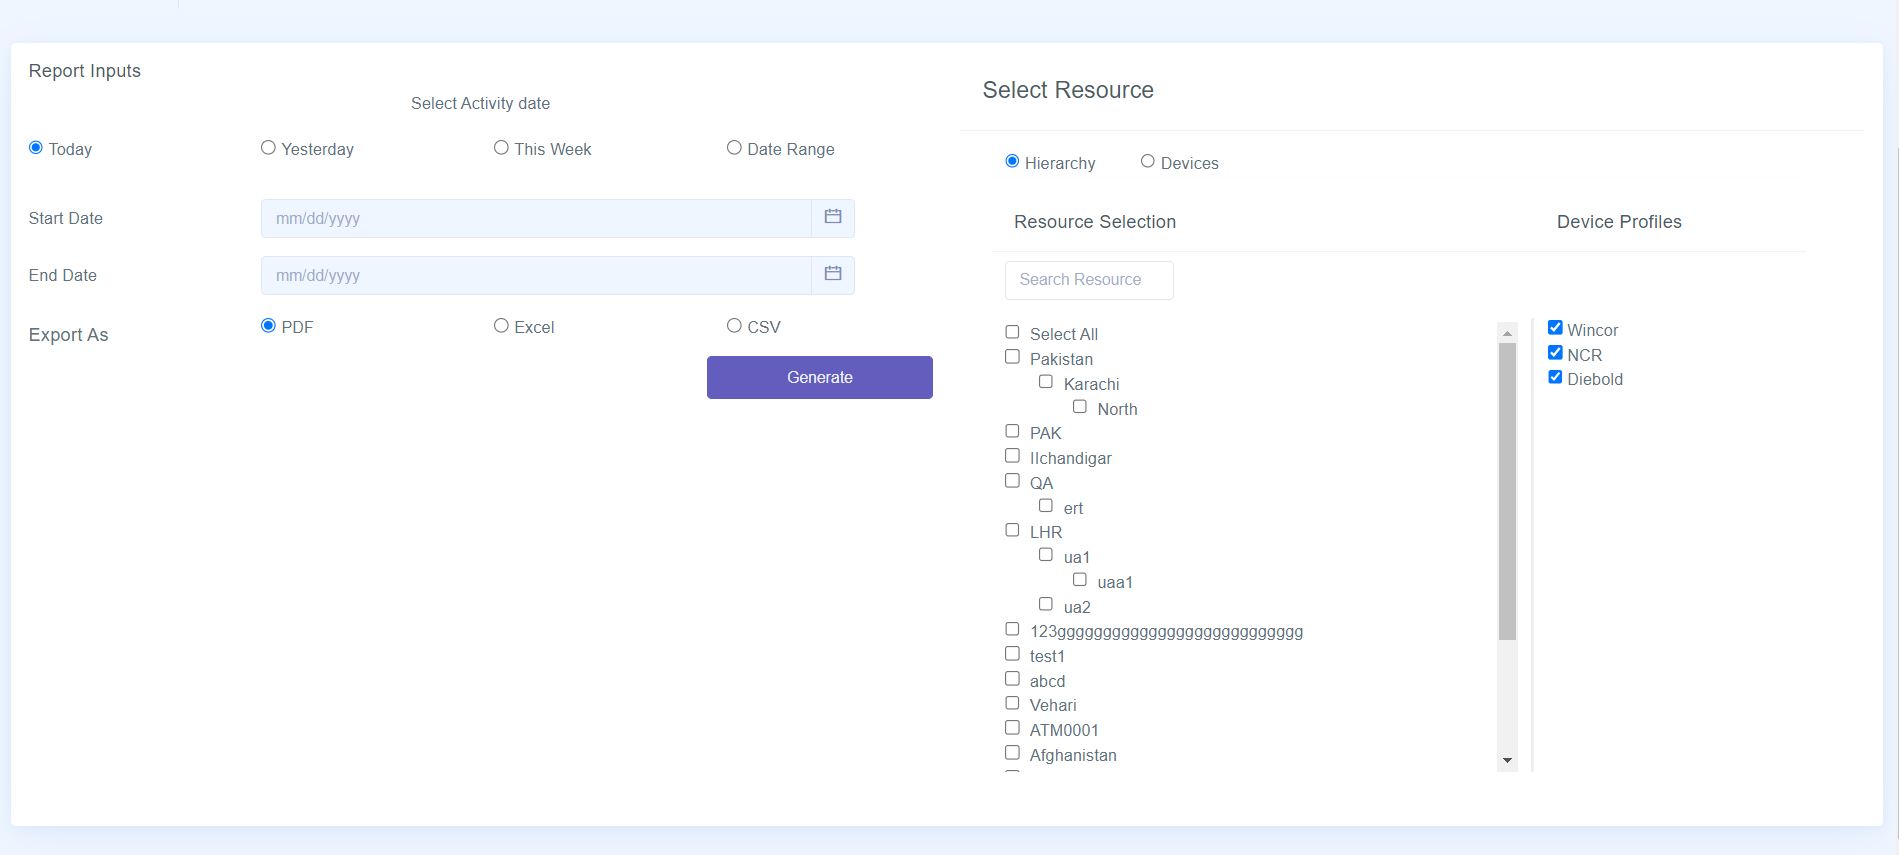 Report Inputs
Select Activity date
Today Yesterday This Week Date Range
Start Date mm/dd/yyyy
End Date mm/dd/yyyy
Export As PDF Excel CSV
Generate
Select Resource
Hierarchy Devices
Resource Selection Device Profiles
Search Resource
Select All
Pakistan
Karachi
North
PAK
IIchandigar
QA
ert
LHR
ua1
uaa1
ua2
123ggggggggggggggggggggggggggg
test1
abcd
Vehari
ATM0001
Afghanistan
Wincor
NCR
Diebold